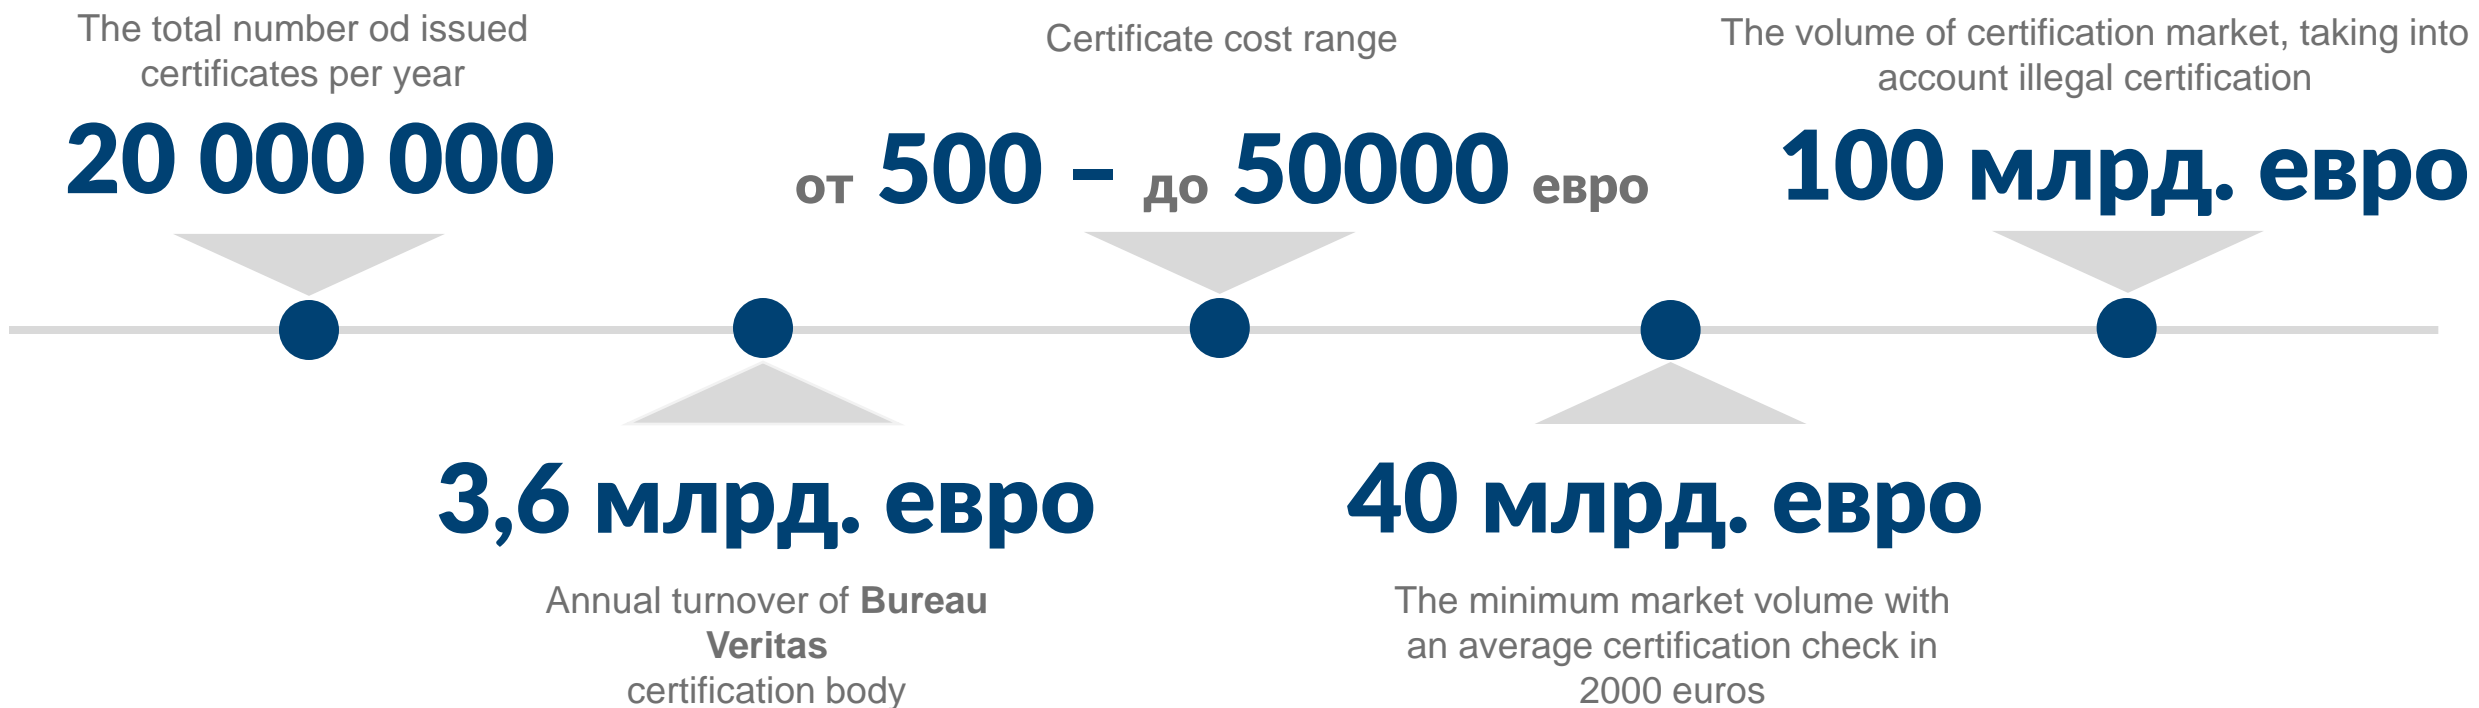 The total number od issued
certificates per year
20 000 000
Certificate cost range
от 500 – до 50000 евро
The volume of certification market, taking into
account illegal certification
100 млрд. евро
3,6 млрд. евро
Annual turnover of Bureau
Veritas
certification body
40 млрд. евро
The minimum market volume with
an average certification check in
2000 euros